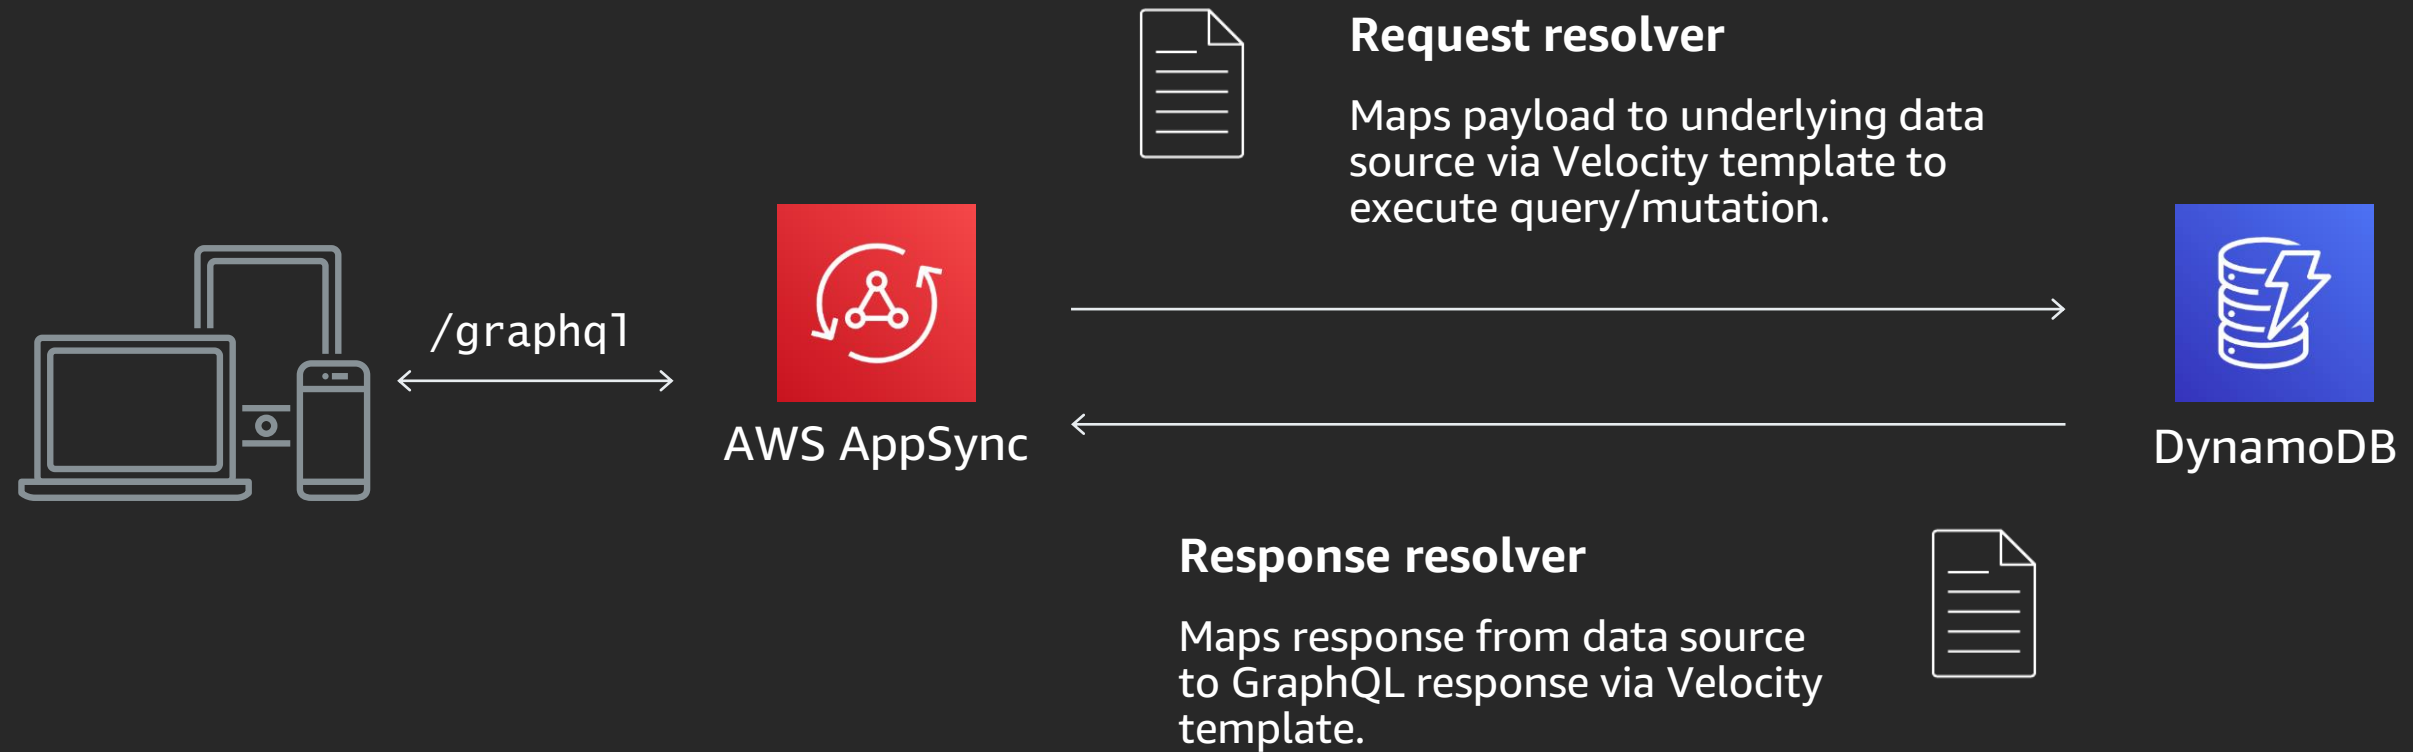 Request resolver
Maps payload to underlying data
source via Velocity template to
execute query/mutation.
/graphql
AWS AppSync
DynamoDB
Response resolver
Maps response from data source
to GraphQL response via Velocity
template.